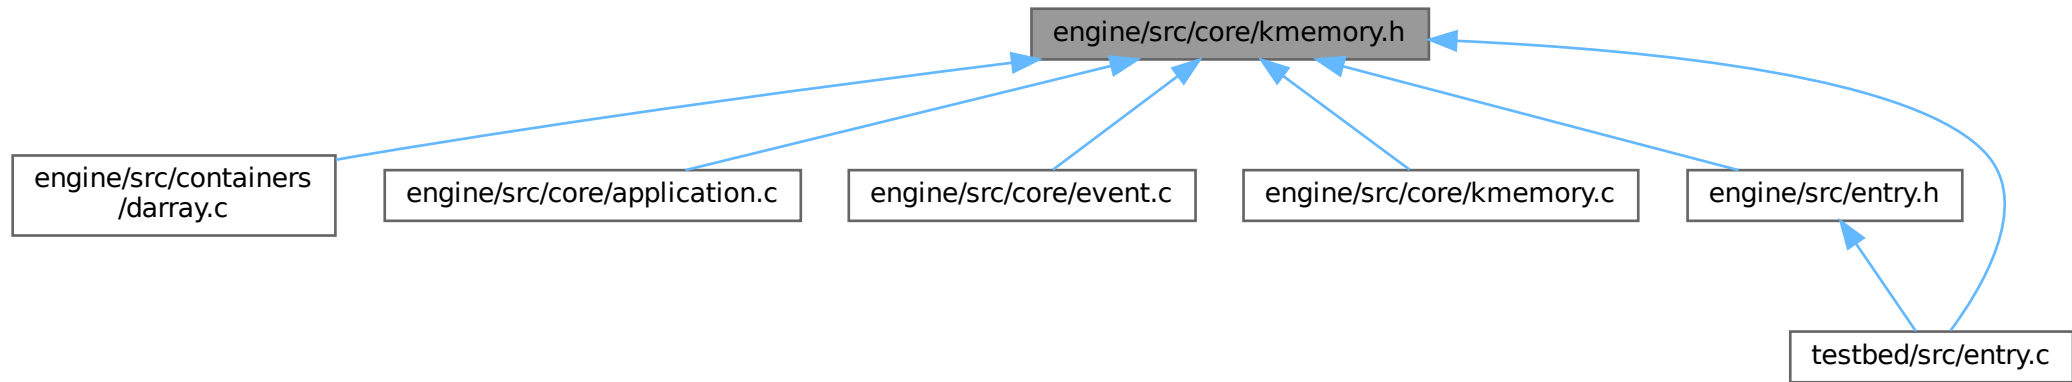 engine/src/core/kmemory.h
engine/src/containers
/darray.c
engine/src/core/application.c
engine/src/core/event.c
engine/src/core/kmemory.c
engine/src/entry.h
testbed/src/entry.c